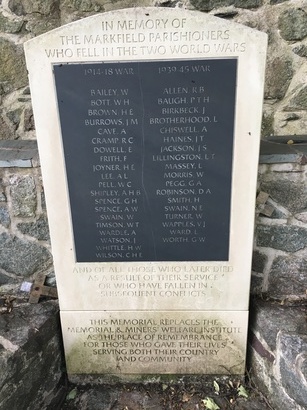 IN MEMORY OF
THE MARKFIELD PARISHIONERS
WHO FELL IN THE TWO WORLD WARS
1914-18 WAR
BAILEY, W
BOTT, W H
BROWN, H E
BURROWS, J M
CAVE, A
CRAMP, R C
DOWELL, E
FRITH, F
JOYNER, H E
LEE, A L
PELL, W C
SHIPLEY, A H B
SPENCE, G H
SPENCE, A W
SWAIN, W
TIMSON, W T
WARDLE, A
WATSON, J
WHITTLE, H W
WILSON, C H E
1939-45 WAR
ALLEN, R B
BAUGH, P T H
BIRKBECK, J
BROTHERHOOD, L
CHISWELL, A
HAINES, J T
JACKSON, J S
LILLINGSTON, L T
MASSEY, L
MORRIS, W
PEGG, G A
ROBINSON, D A
SMITH, H
SWAIN, N E
TURNER, W
WAPPLES, V J
WARD, L
WORTH, G W
AND OF ALL THOSE WHO LATER DIED
AS A RESULT OF THEIR SERVICE
OR WHO HAVE FALLEN IN
SUBSEQUENT CONFLICTS
THIS MEMORIAL REPLACES THE
MEMORIAL & MINERS' WELFARE INSTITUTE
AS THE PLACE OF REMEMBRANCE
FOR THOSE WHO GAVE THEIR LIVES
SERVING BOTH THEIR COUNTRY
AND COMMUNITY